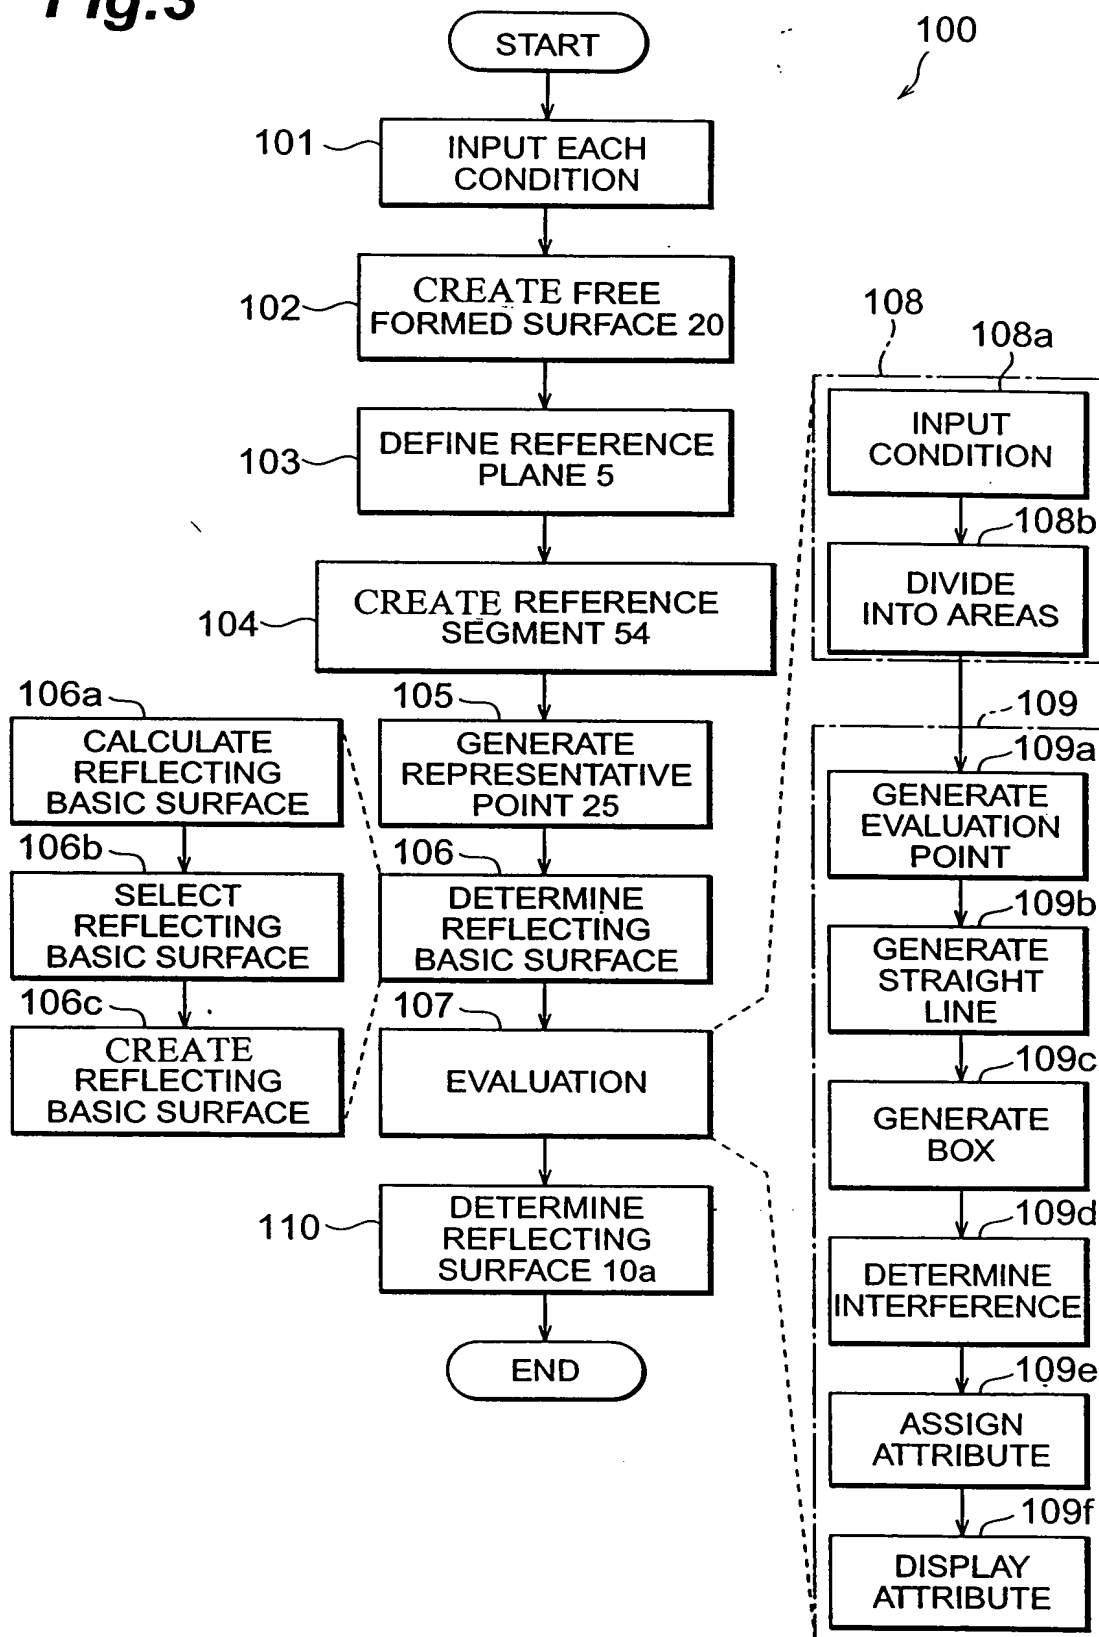 Fig.3
START
100
101
INPUT EACH
CONDITION
102
CREATE FREE
FORMED SURFACE 20
103
DEFINE REFERENCE
PLANE 5
104
CREATE REFERENCE
SEGMENT 54
105
GENERATE
REPRESENTATIVE
POINT 25
106
DETERMINE
REFLECTING
BASIC SURFACE
106a
CALCULATE
REFLECTING
BASIC SURFACE
106b
SELECT
REFLECTING
BASIC SURFACE
106c
CREATE
REFLECTING
BASIC SURFACE
107
EVALUATION
108
108a
INPUT
CONDITION
108b
DIVIDE
INTO AREAS
109
109a
GENERATE
EVALUATION
POINT
109b
GENERATE
STRAIGHT
LINE
109c
GENERATE
BOX
109d
DETERMINE
INTERFERENCE
109e
ASSIGN
ATTRIBUTE
109f
DISPLAY
ATTRIBUTE
110
DETERMINE
REFLECTING
SURFACE 10a
END